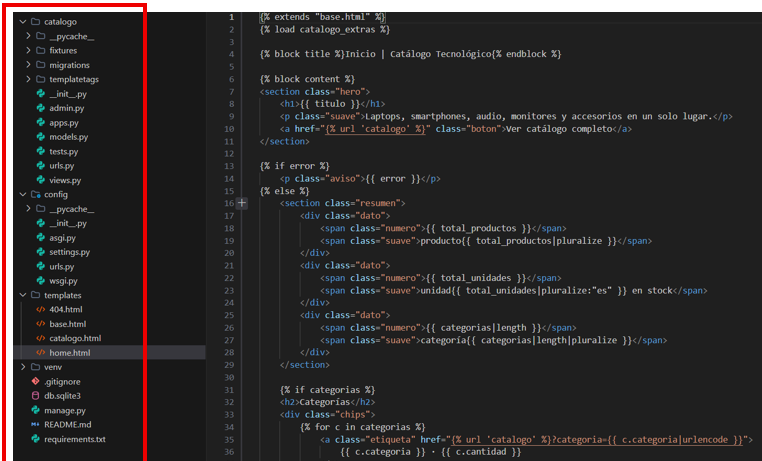 catalogo
__pycache__
fixtures
migrations
templatetags
__init__.py
admin.py
apps.py
models.py
tests.py
urls.py
views.py
config
__pycache__
__init__.py
asgi.py
settings.py
urls.py
wsgi.py
templates
404.html
base.html
catalogo.html
home.html
venv
.gitignore
db.sqlite3
manage.py
README.md
requirements.txt
1 {% extends "base.html" %}
2 {% load catalogo_extras %}
3
4 {% block title %}Inicio | Catálogo Tecnológico{% endblock %}
5
6 {% block content %}
7 <section class="hero">
8 <h1>{{ titulo }}</h1>
9 <p class="suave">Laptops, smartphones, audio, monitores y accesorios en un solo lugar.</p>
10 <a href="{% url 'catalogo' %}" class="boton">Ver catálogo completo</a>
11 </section>
12
13 {% if error %}
14 <p class="aviso">{{ error }}</p>
15 {% else %}
16 <section class="resumen">
17 <div class="dato">
18 <span class="numero">{{ total_productos }}</span>
19 <span class="suave">producto{{ total_productos|pluralize }}</span>
20 </div>
21 <div class="dato">
22 <span class="numero">{{ total_unidades }}</span>
23 <span class="suave">unidad{{ total_unidades|pluralize:"es" }} en stock</span>
24 </div>
25 <div class="dato">
26 <span class="numero">{{ categorias|length }}</span>
27 <span class="suave">categoría{{ categorias|length|pluralize }}</span>
28 </div>
29 </section>
30
31 {% if categorias %}
32 <h2>Categorías</h2>
33 <div class="chips">
34 {% for c in categorias %}
35 <a class="etiqueta" href="{% url 'catalogo' %}?categoria={{ c.categoria|urlencode }}">
36 {{ c.categoria }} · {{ c.cantidad }}